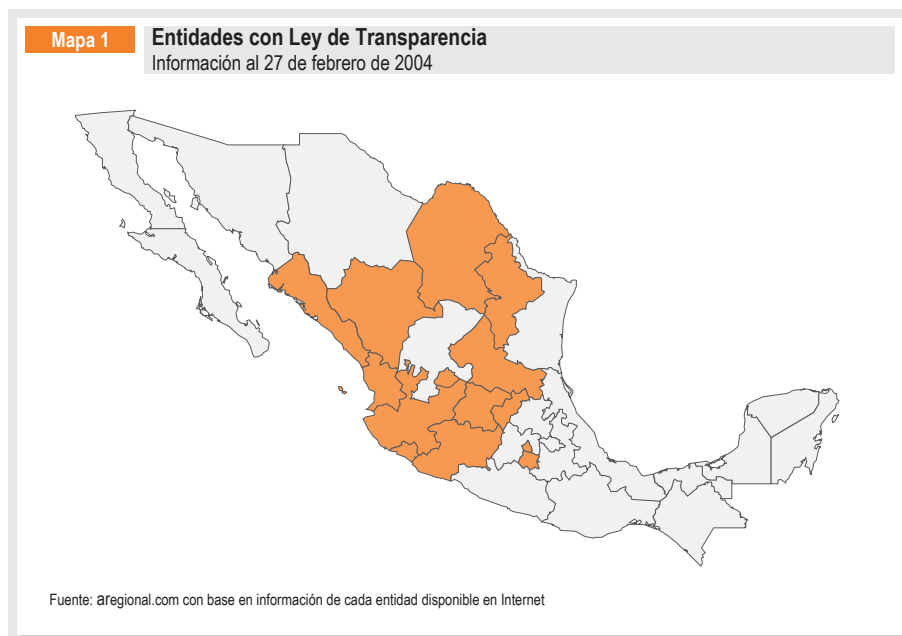 Mapa 1
Entidades con Ley de Transparencia
Información al 27 de febrero de 2004
Fuente: aregional.com con base en información de cada entidad disponible en Internet